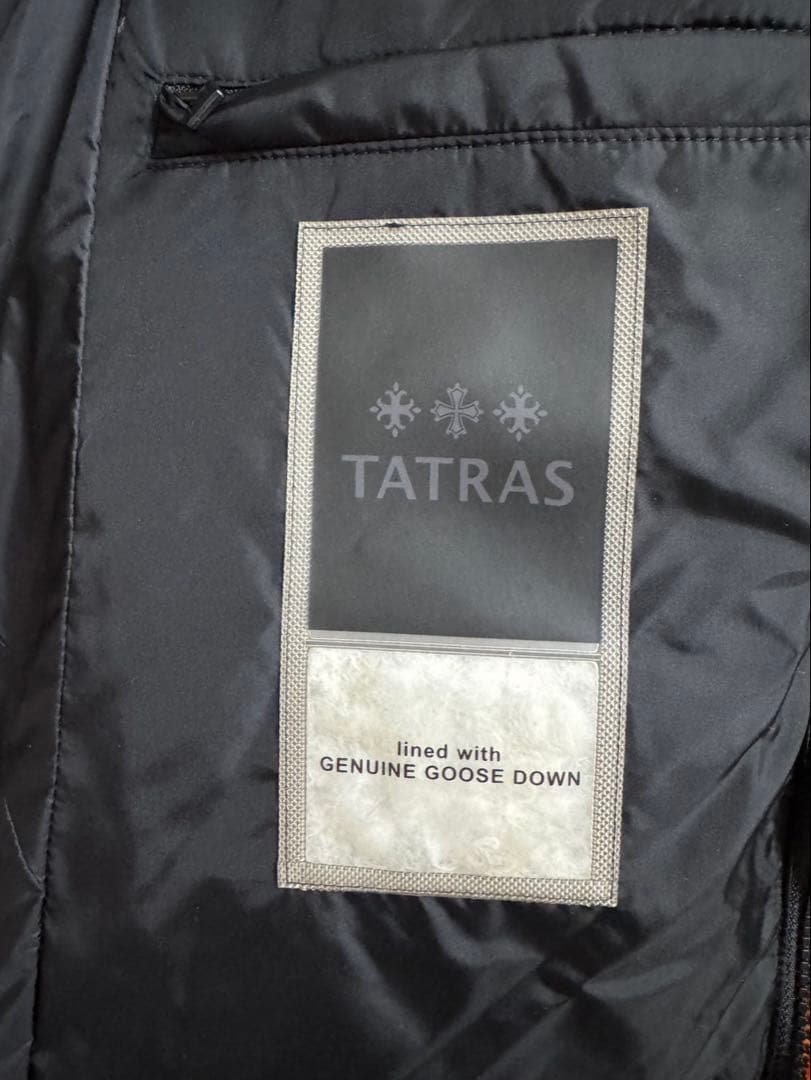 TATRAS
lined with
GENUINE GOOSE DOWN